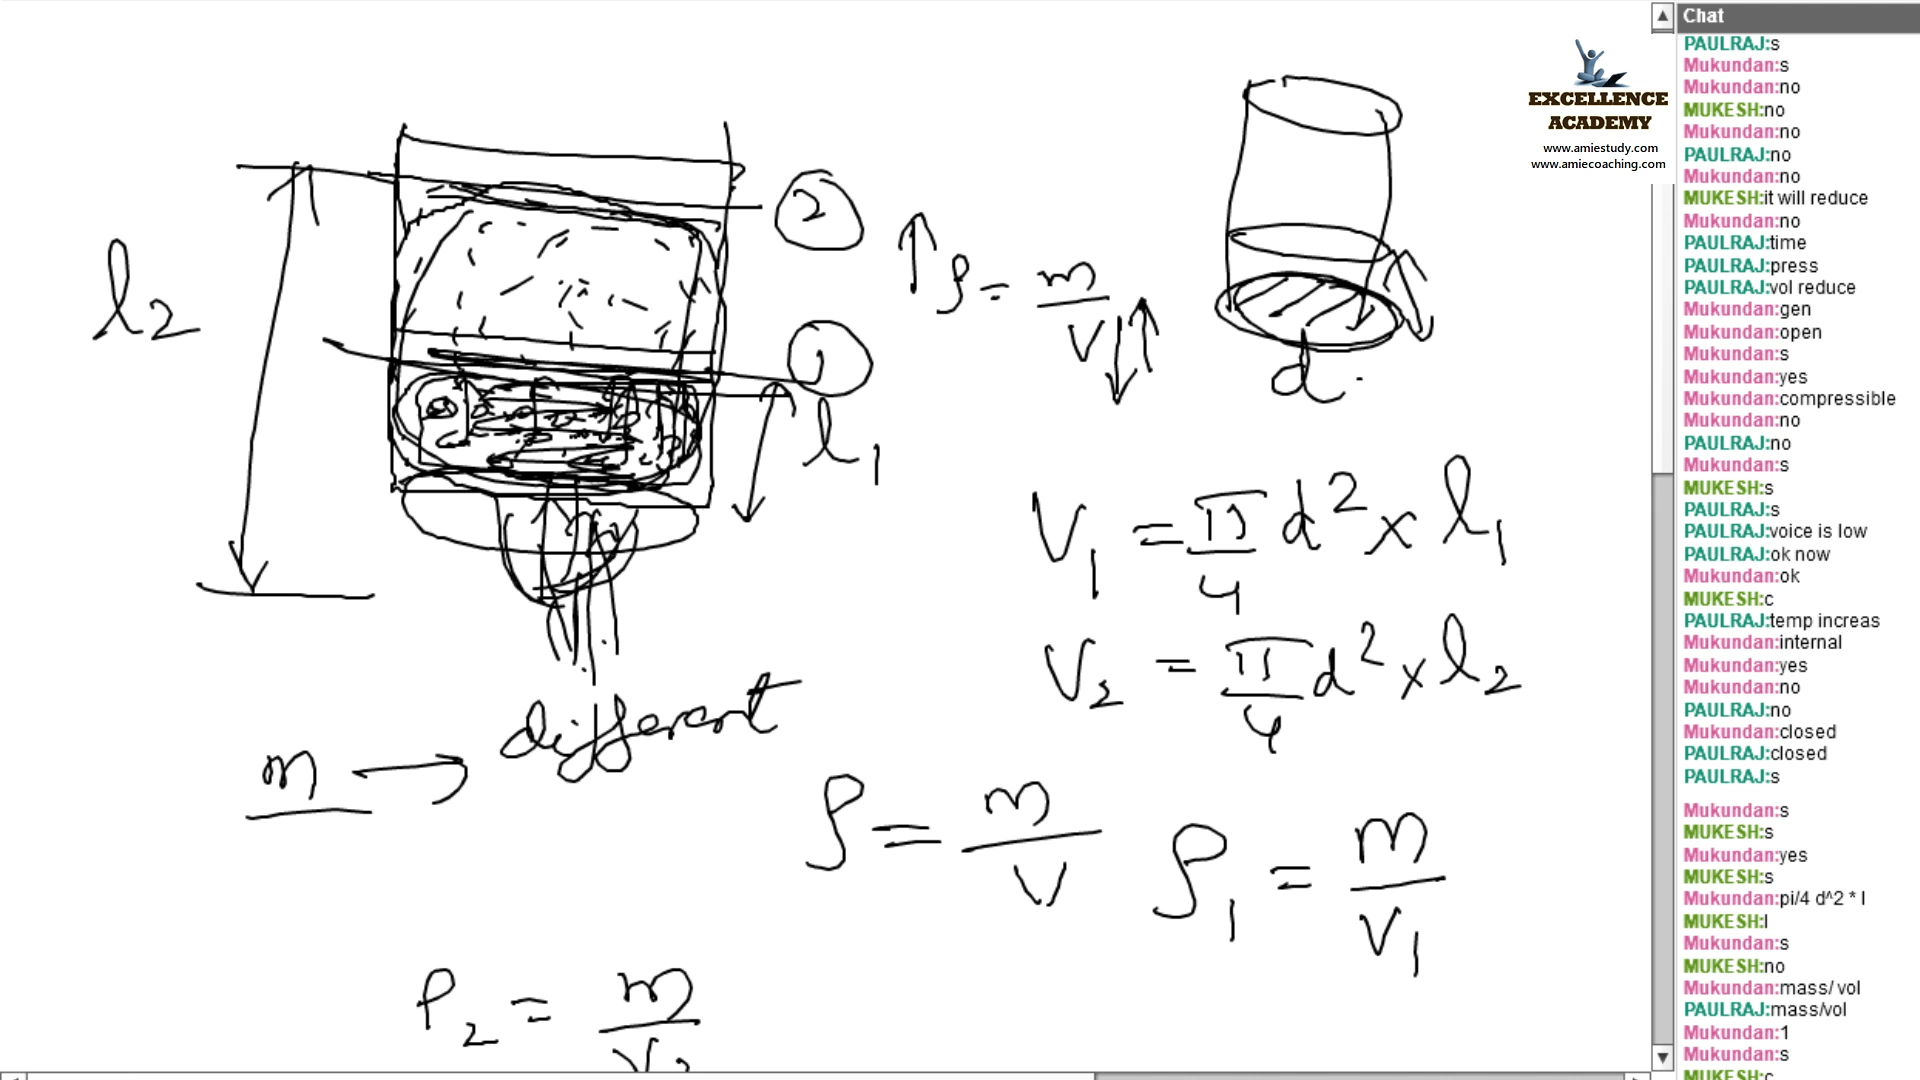 l2
2
1
l1
ρ = m/V
d
V1 = π/4 d² x l1
V2 = π/4 d² x l2
m → different
ρ = m/V
ρ1 = m/V1
ρ2 = m/V2
EXCELLENCE
ACADEMY
www.amiestudy.com
www.amiecoaching.com
Chat
PAULRAJ:s
Mukundan:s
Mukundan:no
MUKESH:no
Mukundan:no
PAULRAJ:no
Mukundan:no
MUKESH:it will reduce
Mukundan:no
PAULRAJ:time
PAULRAJ:press
PAULRAJ:vol reduce
Mukundan:gen
Mukundan:open
Mukundan:s
Mukundan:yes
Mukundan:compressible
Mukundan:no
PAULRAJ:no
Mukundan:s
MUKESH:s
PAULRAJ:s
PAULRAJ:voice is low
PAULRAJ:ok now
Mukundan:ok
MUKESH:c
PAULRAJ:temp increas
Mukundan:internal
Mukundan:yes
Mukundan:no
PAULRAJ:no
Mukundan:closed
PAULRAJ:closed
PAULRAJ:s
Mukundan:s
MUKESH:s
Mukundan:yes
MUKESH:s
Mukundan:pi/4 d^2 * l
MUKESH:l
Mukundan:s
MUKESH:no
Mukundan:mass/ vol
PAULRAJ:mass/vol
Mukundan:1
Mukundan:s
MUKESH:c